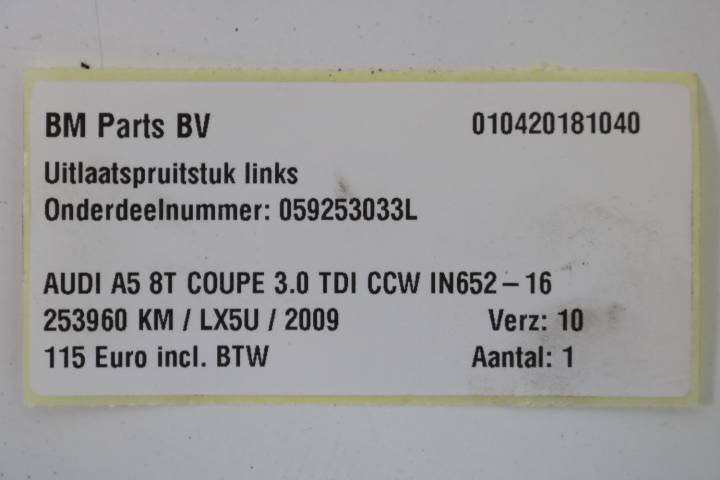 BM Parts BV 010420181040
Uitlaatspruitstuk links
Onderdeelnummer: 059253033L
AUDI A5 8T COUPE 3.0 TDI CCW IN652 – 16
253960 KM / LX5U / 2009 Verz: 10
115 Euro incl. BTW Aantal: 1